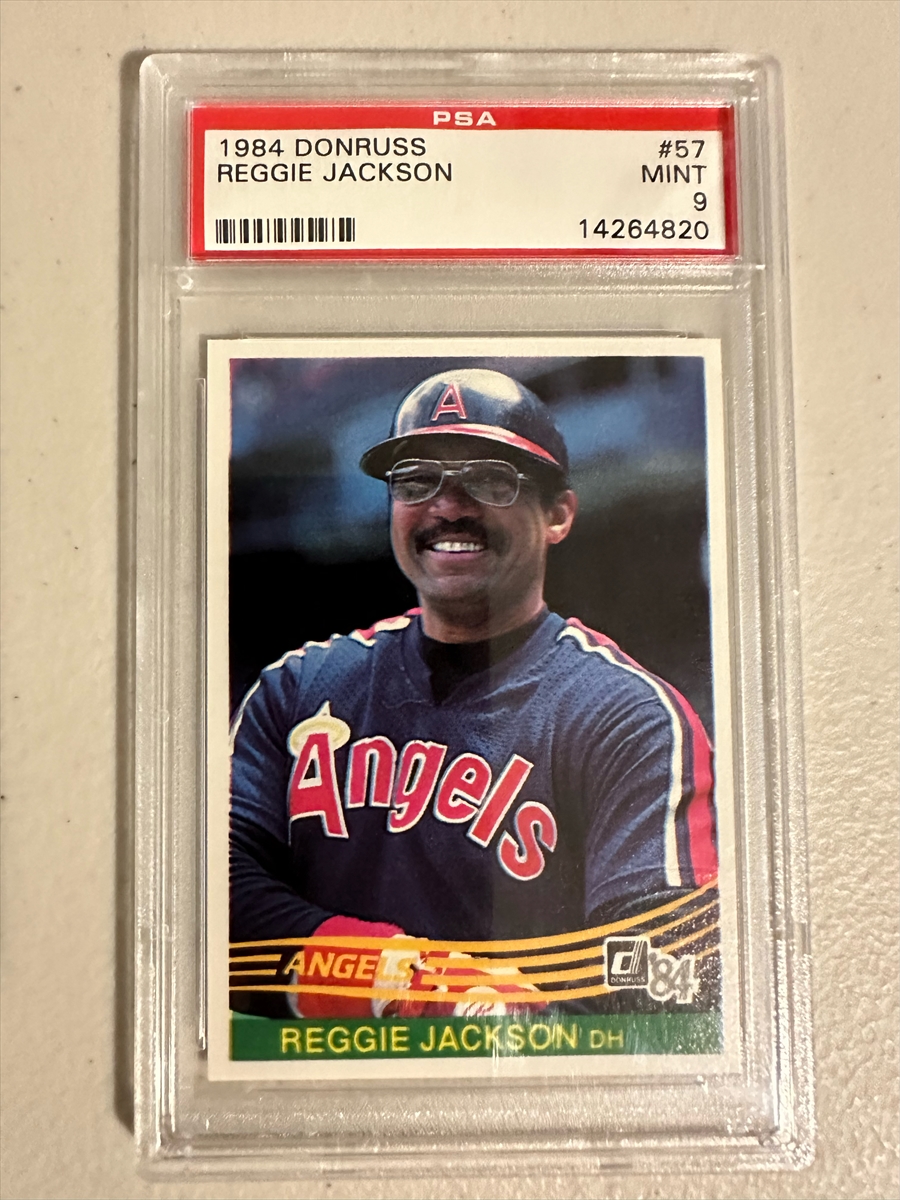 PSA
1984 DONRUSS #57
REGGIE JACKSON MINT
9
14264820
A
Angels
ANGELS
d
DONRUSS
'84
REGGIE JACKSON DH